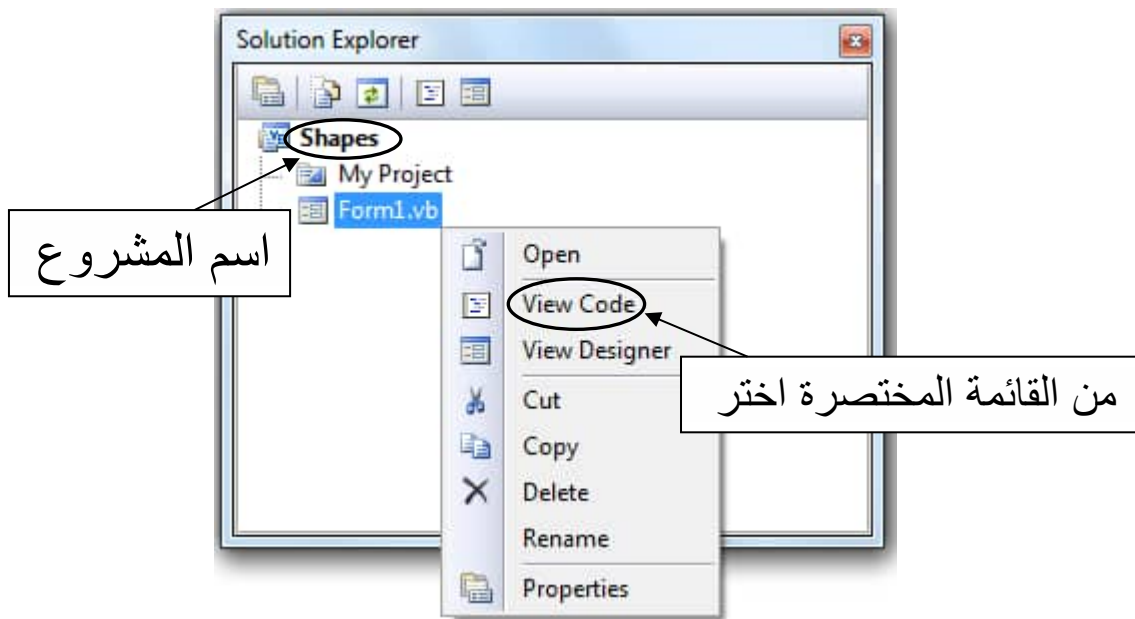 Solution Explorer
Shapes
My Project
Form1.vb
اسم المشروع
Open
View Code
View Designer
من القائمة المختصرة اختر
Cut
Copy
Delete
Rename
Properties